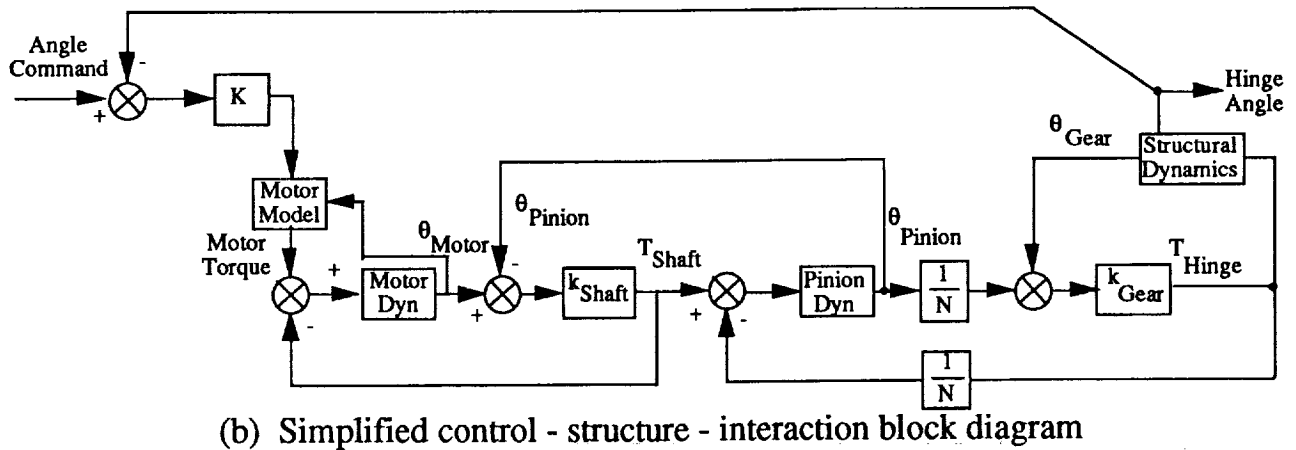 Angle
Command
-
+
K
Motor
Model
Motor
Torque
+
-
Motor
Dyn
θ Motor
+
-
θ Pinion
k Shaft
T Shaft
+
-
Pinion
Dyn
θ Pinion
1
N
θ Gear
Structural
Dynamics
Hinge
Angle
k Gear
T Hinge
1
N
(b) Simplified control - structure - interaction block diagram